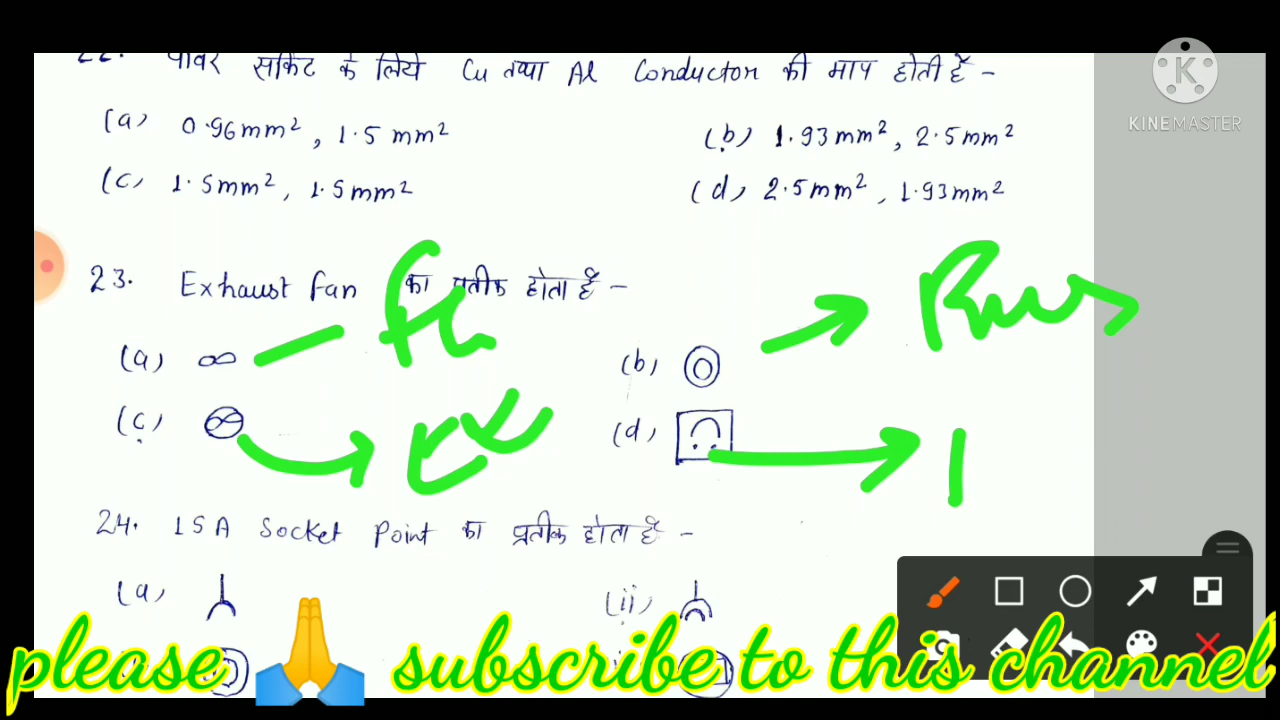 22. पावर सर्किट के लिये Cu तथा Al Conductor की माप होती हैं -
KINEMASTER
(a) 0.96mm², 1.5 mm² (b) 1.93mm², 2.5mm²
(c) 1.5mm², 1.5mm² (d) 2.5mm², 1.93mm²
23. Exhaust fan का प्रतीक होता हैं -
(a) ∞ (b)
(c) (d)
24. 15A Socket Point का प्रतीक होता हैं -
(a) (ii)
please 🙏 subscribe to this channel